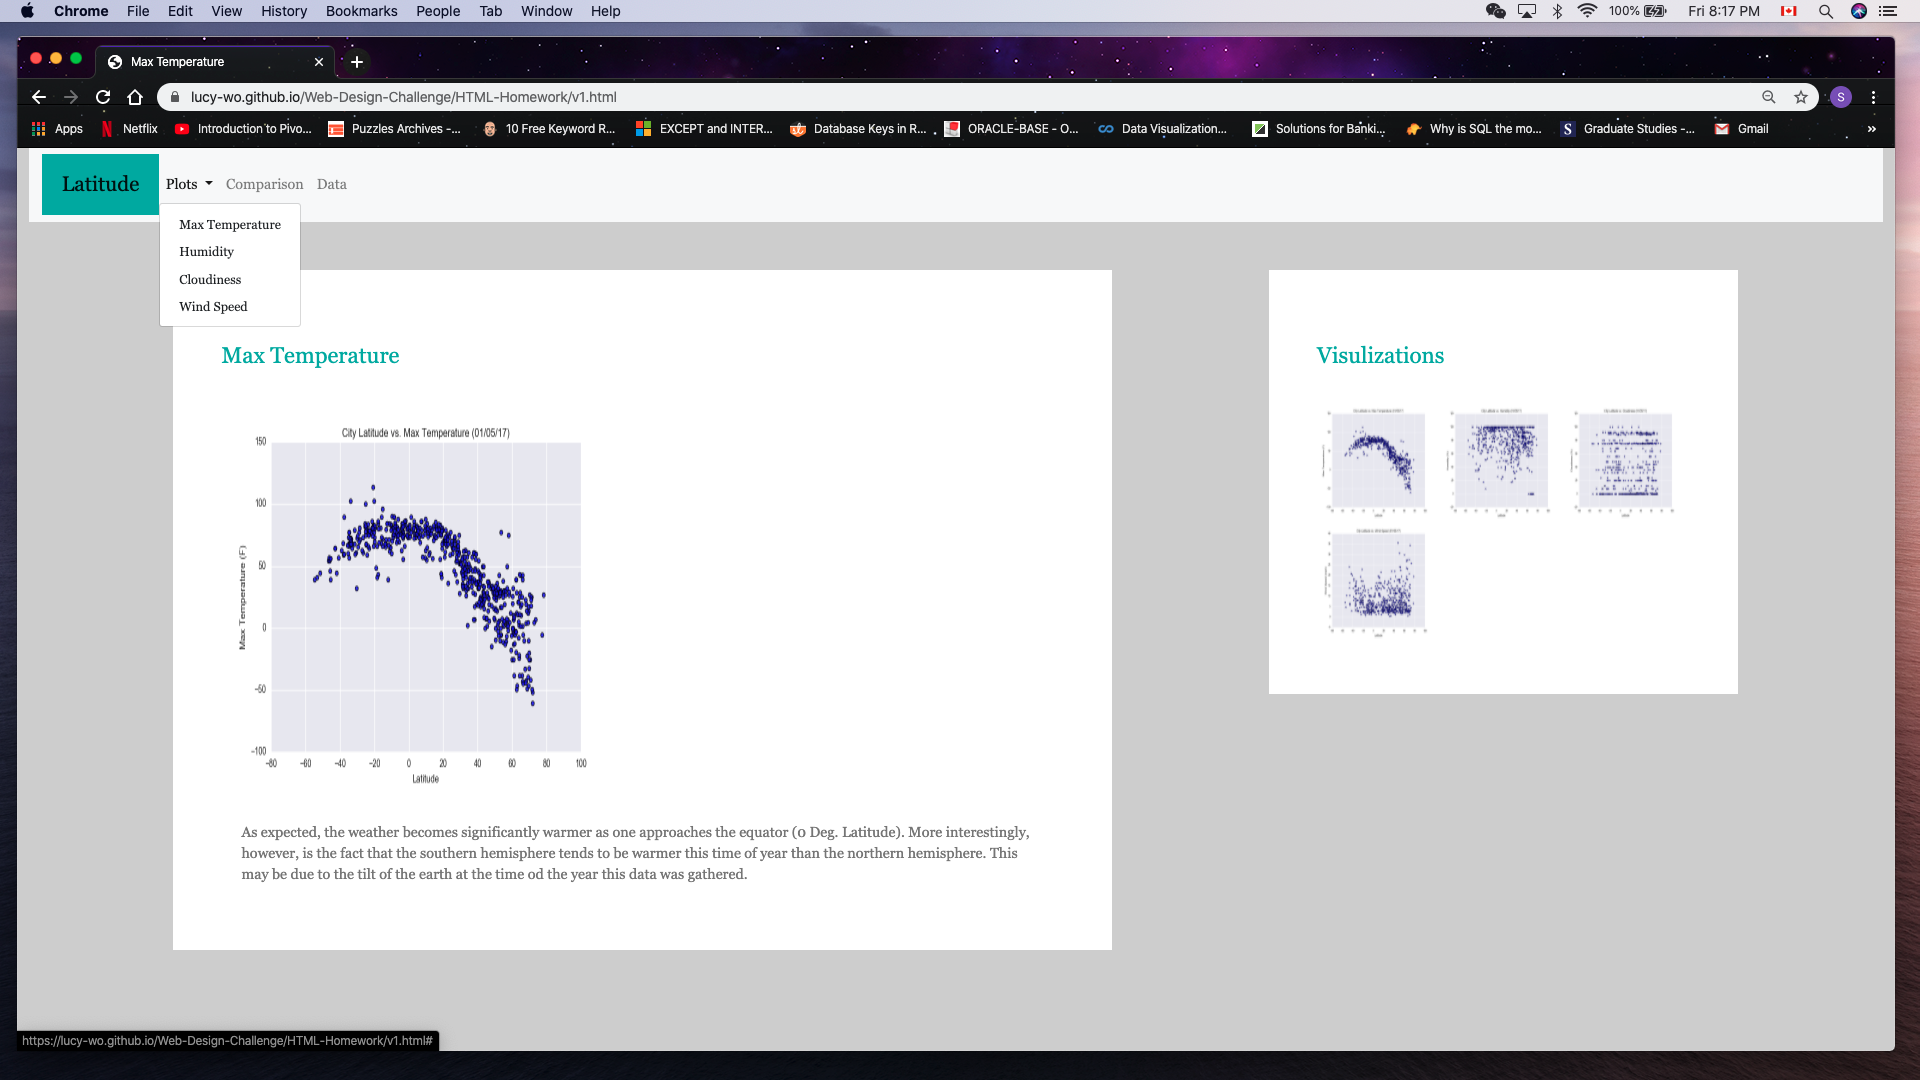 Chrome File Edit View History Bookmarks People Tab Window Help 100% Fri 8:17 PM
Max Temperature
lucy-wo.github.io/Web-Design-Challenge/HTML-Homework/v1.html S
Apps Netflix Introduction to Pivo... Puzzles Archives -... 10 Free Keyword R... EXCEPT and INTER... Database Keys in R... ORACLE-BASE - O... Data Visualization... Solutions for Banki... Why is SQL the mo... S Graduate Studies -... Gmail »
Latitude Plots Comparison Data
Max Temperature
Humidity
Cloudiness
Wind Speed
Max Temperature
City Latitude vs. Max Temperature (01/05/17)
150
100
50
0
−50
−100
Max Temperature (F)
−80 −60 −40 −20 0 20 40 60 80 100
Latitude
As expected, the weather becomes significantly warmer as one approaches the equator (0 Deg. Latitude). More interestingly,
however, is the fact that the southern hemisphere tends to be warmer this time of year than the northern hemisphere. This
may be due to the tilt of the earth at the time od the year this data was gathered.
Visulizations
https://lucy-wo.github.io/Web-Design-Challenge/HTML-Homework/v1.html#